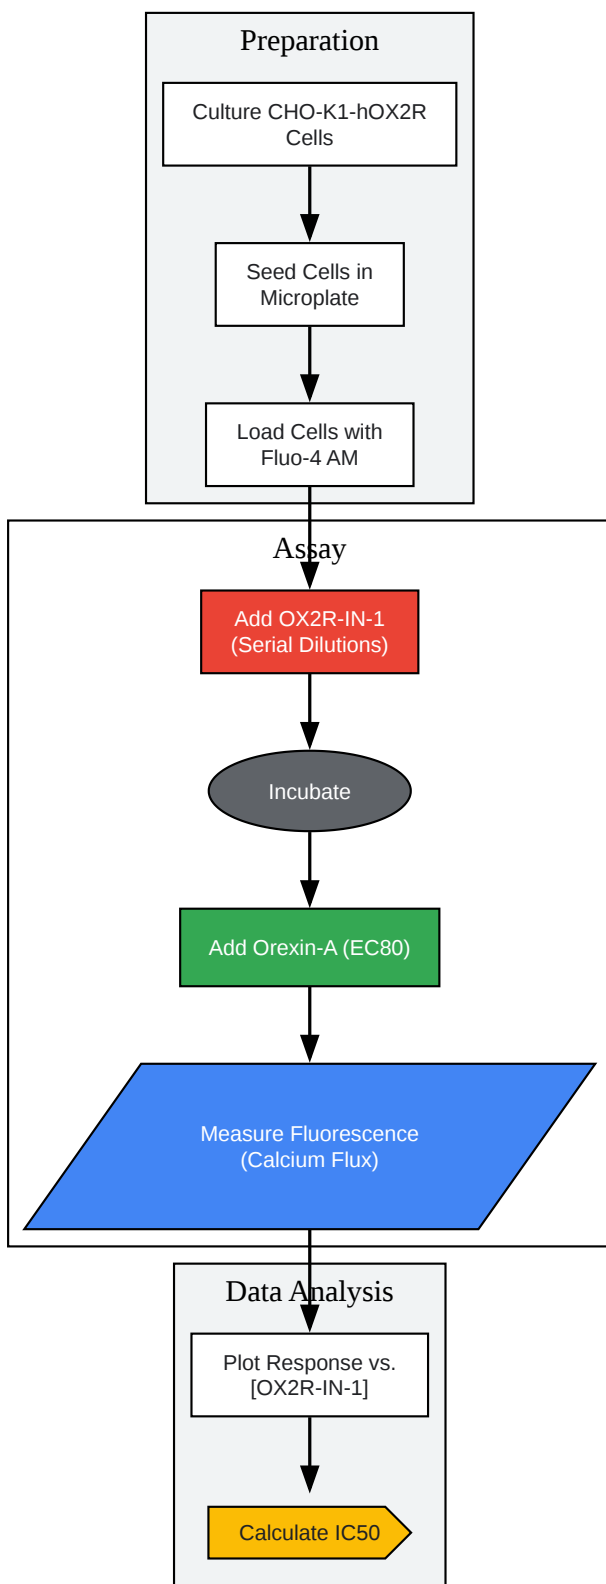 Preparation
Culture CHO-K1-hOX2R
Cells
Seed Cells in
Microplate
Load Cells with
Fluo-4 AM
Assay
Add OX2R-IN-1
(Serial Dilutions)
Incubate
Add Orexin-A (EC80)
Measure Fluorescence
(Calcium Flux)
Data Analysis
Plot Response vs.
[OX2R-IN-1]
Calculate IC50